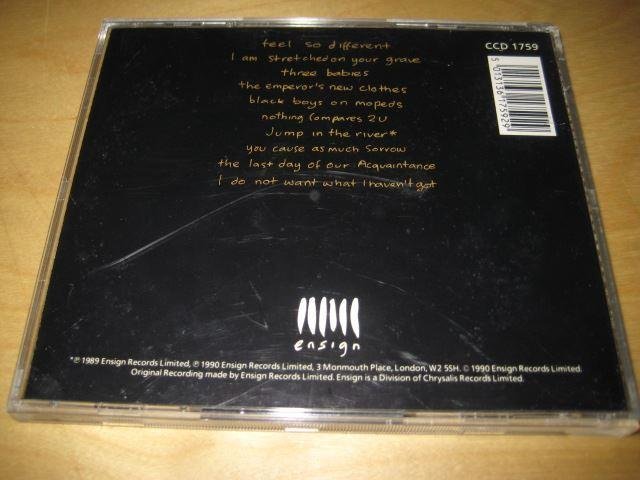 feel so different
I am stretched on your grave
three babies
the emperor's new clothes
black boys on mopeds
nothing Compares 2 U
Jump in the river*
you cause as much Sorrow
the last day of our Acquaintance
I do not want what I haven't got
CCD 1759
5 013136 175929
ensign
*℗ 1989 Ensign Records Limited, ℗ 1990 Ensign Records Limited, 3 Monmouth Place, London, W2 5SH. © 1990 Ensign Records Limited.
Original Recording made by Ensign Records Limited. Ensign is a Division of Chrysalis Records Limited.